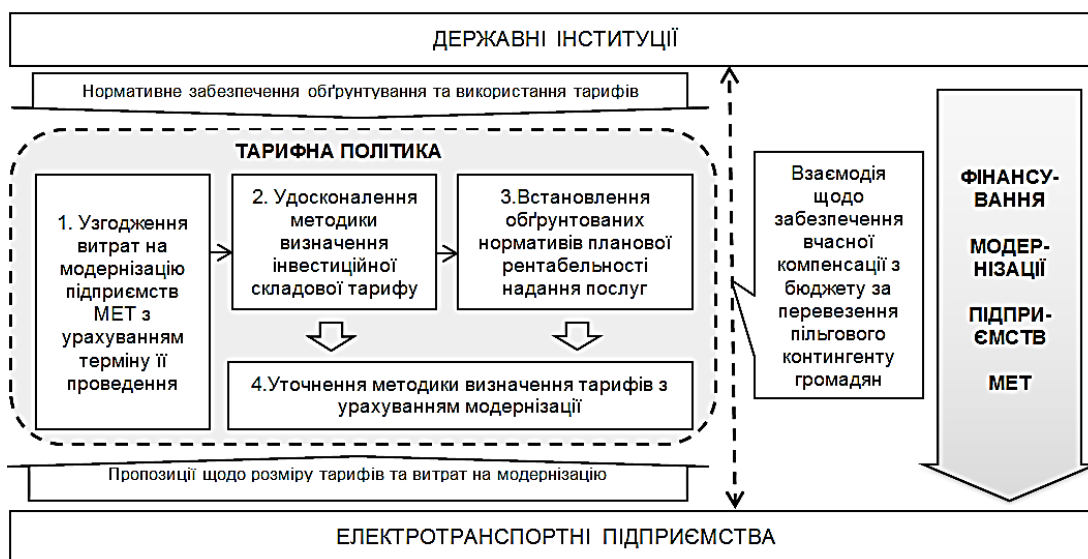 ДЕРЖАВНІ ІНСТИТУЦІЇ
Нормативне забезпечення обґрунтування та використання тарифів
ТАРИФНА ПОЛІТИКА
1. Узгодження
витрат на
модернізацію
підприємств
МЕТ з
урахуванням
терміну її
проведення
2. Удосконалення
методики
визначення
інвестиційної
складової тарифу
3.Встановлення
обґрунтованих
нормативів планової
рентабельності
надання послуг
4.Уточнення методики визначення тарифів з
урахуванням модернізації
Взаємодія
щодо
забезпечення
вчасної
компенсації з
бюджету за
перевезення
пільгового
контингенту
громадян
ФІНАНСУ-
ВАННЯ
МОДЕР-
НІЗАЦІЇ
ПІДПРИ-
ЄМСТВ
МЕТ
Пропозиції щодо розміру тарифів та витрат на модернізацію
ЕЛЕКТРОТРАНСПОРТНІ ПІДПРИЄМСТВА